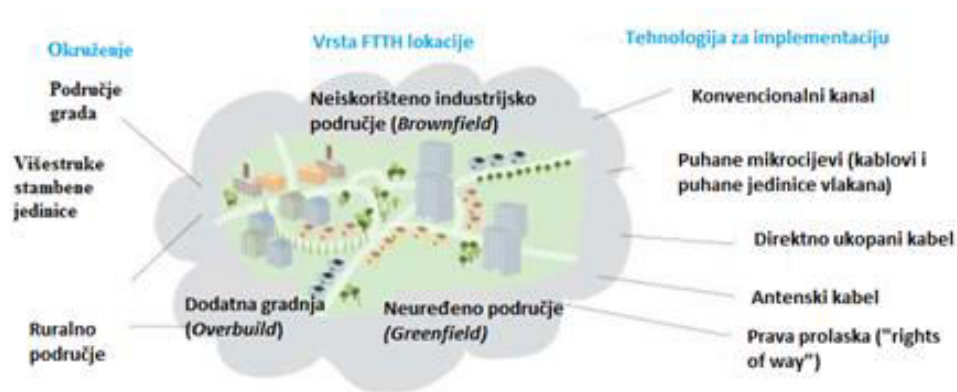 Okruženje
Vrsta FTTH lokacije
Tehnologija za implementaciju
Područje
grada
Višestruke
stambene
jedinice
Ruralno
područje
Neiskorišteno industrijsko
područje (Brownfield)
Dodatna gradnja
(Overbuild)
Neuređeno područje
(Greenfield)
Konvencionalni kanal
Puhane mikrocijevi (kablovi i
puhane jedinice vlakana)
Direktno ukopani kabel
Antenski kabel
Prava prolaska ("rights
of way")